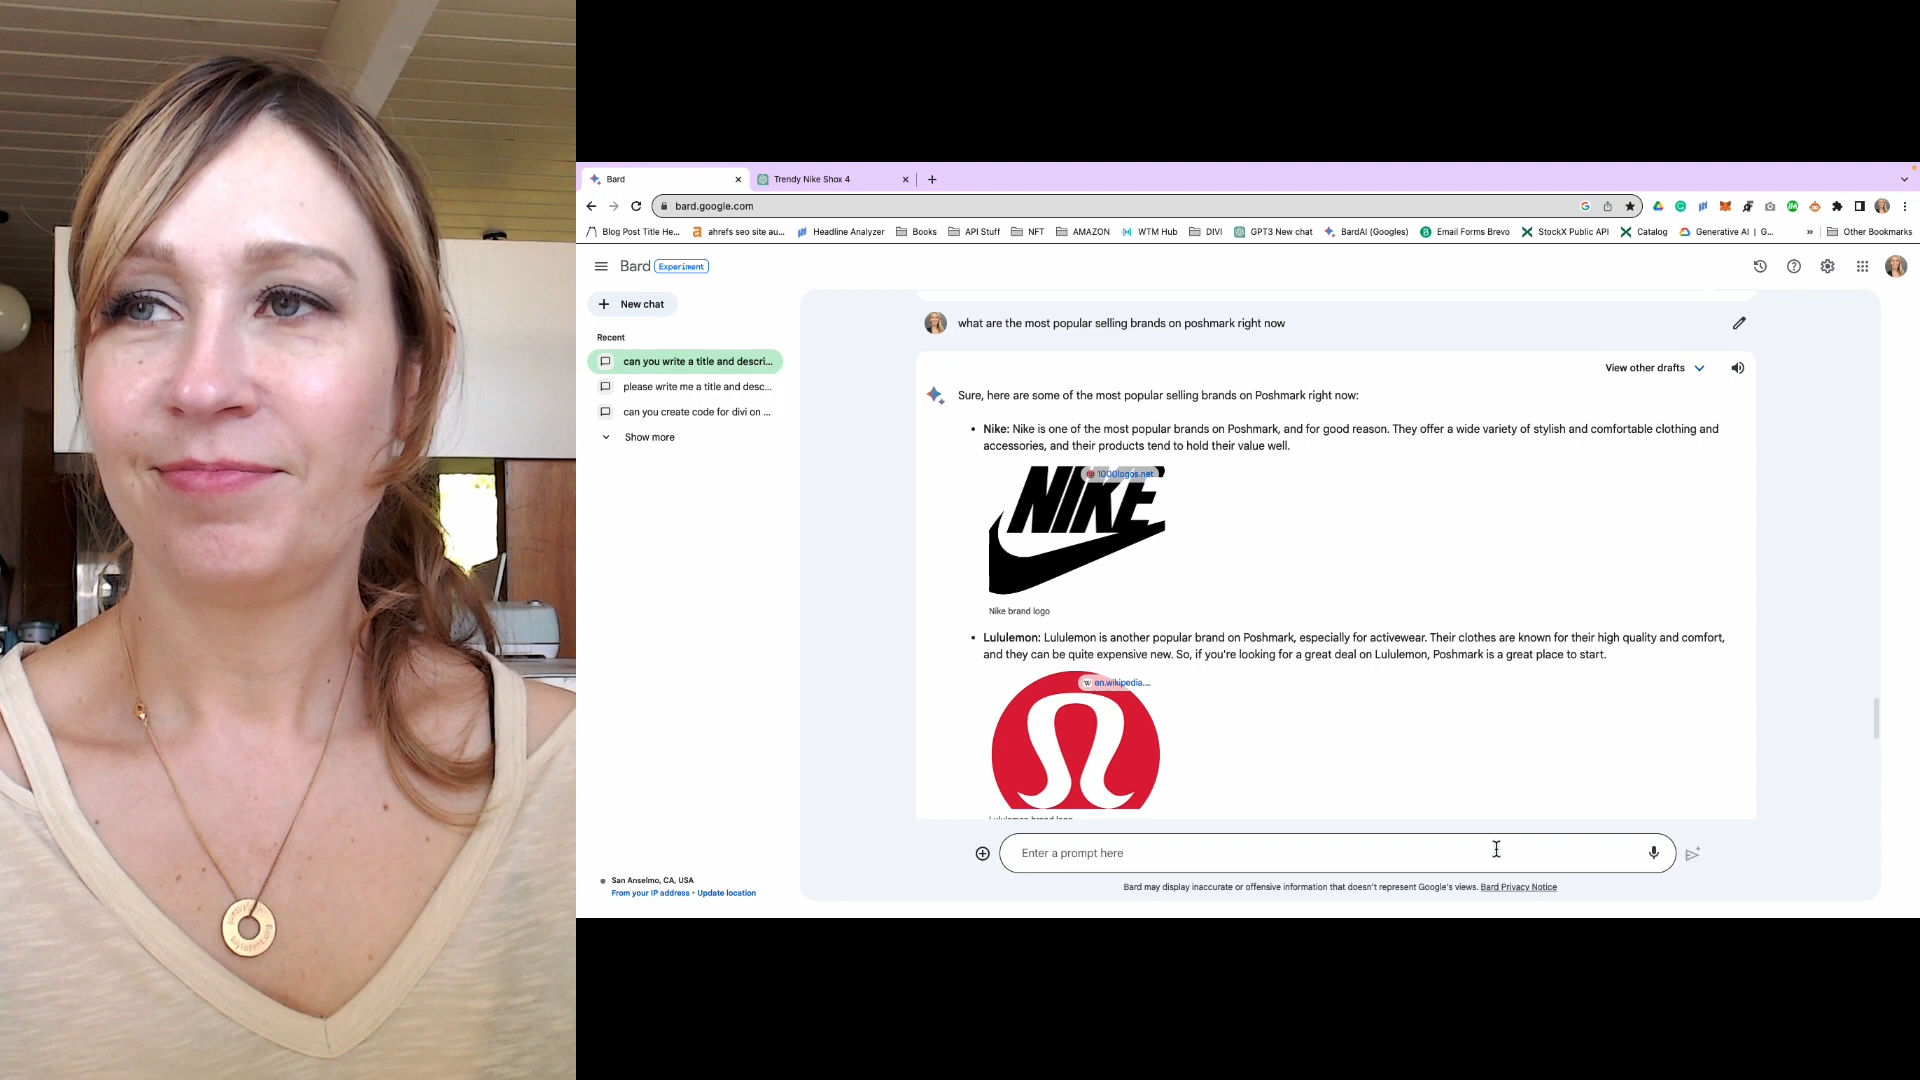 Bard
Trendy Nike Shox 4
bard.google.com
Blog Post Title He...
ahrefs seo site au...
Headline Analyzer
Books
API Stuff
NFT
AMAZON
WTM Hub
DIVI
GPT3 New chat
BardAI (Googles)
Email Forms Brevo
StockX Public API
Catalog
Generative AI | G...
»
Other Bookmarks
Bard Experiment
+ New chat
Recent
can you write a title and descri...
please write me a title and desc...
can you create code for divi on ...
Show more
San Anselmo, CA, USA
From your IP address • Update location
what are the most popular selling brands on poshmark right now
View other drafts
Sure, here are some of the most popular selling brands on Poshmark right now:
• Nike: Nike is one of the most popular brands on Poshmark, and for good reason. They offer a wide variety of stylish and comfortable clothing and
accessories, and their products tend to hold their value well.
1000logos.net
NIKE
Nike brand logo
• Lululemon: Lululemon is another popular brand on Poshmark, especially for activewear. Their clothes are known for their high quality and comfort,
and they can be quite expensive new. So, if you're looking for a great deal on Lululemon, Poshmark is a great place to start.
W en.wikipedia....
Enter a prompt here
Bard may display inaccurate or offensive information that doesn't represent Google's views. Bard Privacy Notice